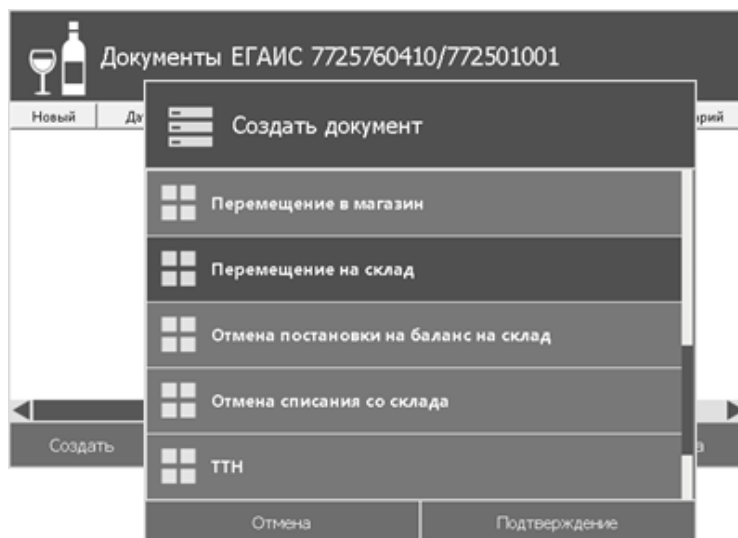 Документы ЕГАИС 7725760410/772501001
Новый
Создать документ
Перемещение в магазин
Перемещение на склад
Отмена постановки на баланс на склад
Отмена списания со склада
ТТН
Создать
Отмена
Подтверждение